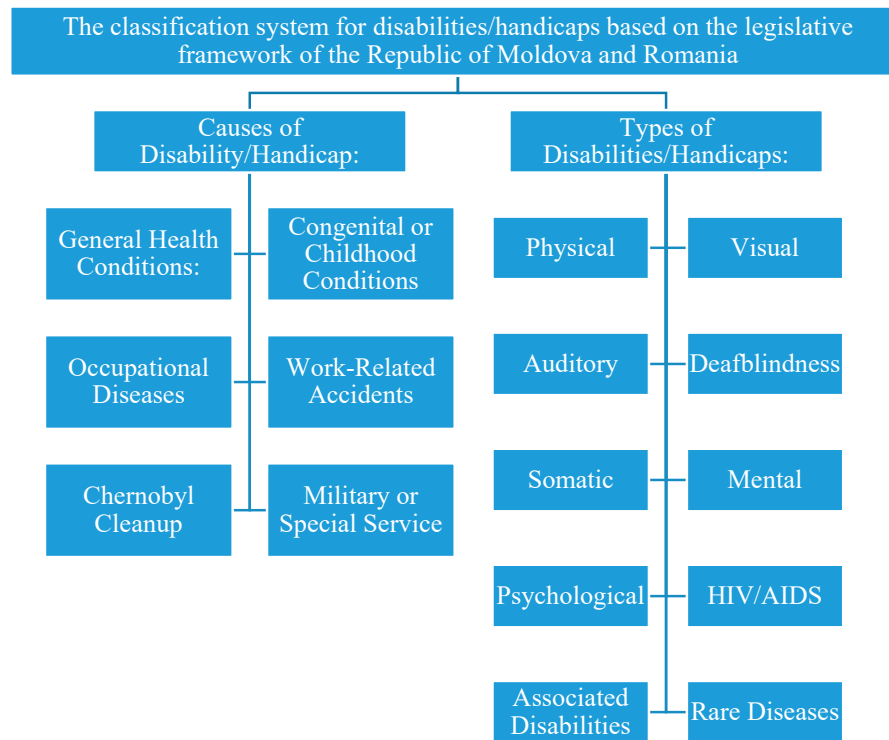 The classification system for disabilities/handicaps based on the legislative
framework of the Republic of Moldova and Romania
Causes of
Disability/Handicap:
General Health
Conditions:
Congenital or
Childhood
Conditions
Occupational
Diseases
Work-Related
Accidents
Chernobyl
Cleanup
Military or
Special Service
Types of
Disabilities/Handicaps:
Physical
Visual
Auditory
Deafblindness
Somatic
Mental
Psychological
HIV/AIDS
Associated
Disabilities
Rare Diseases